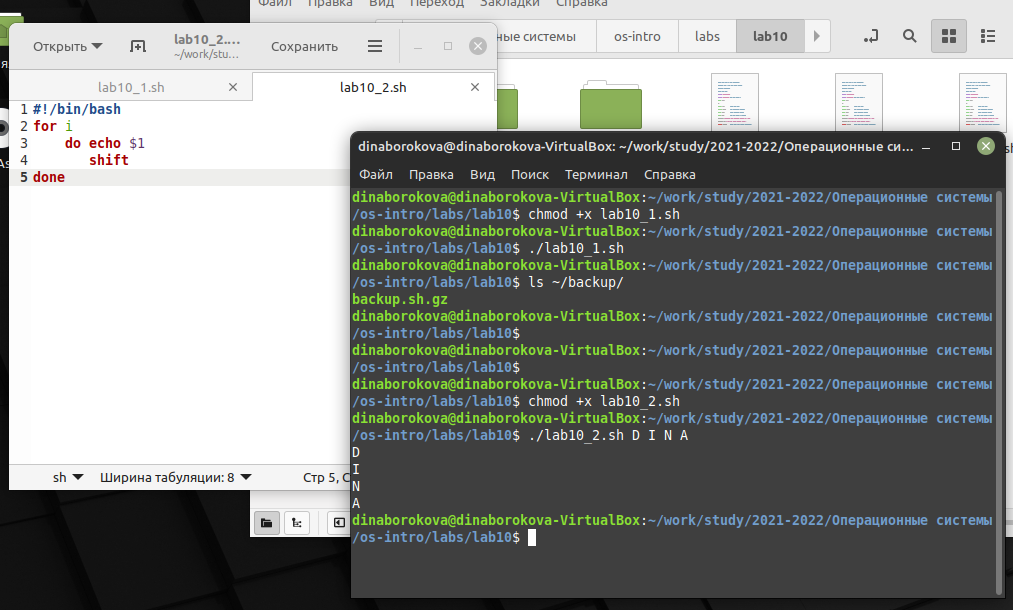 Файл Правка Вид Переход Закладки Справка
Открыть
lab10_2....
~/work/stu...
Сохранить
ные системы
os-intro
labs
lab10
lab10_1.sh
lab10_2.sh
1 #!/bin/bash
2 for i
3 do echo $1
4 shift
5 done
sh
Ширина табуляции: 8
Стр 5, С
dinaborokova@dinaborokova-VirtualBox: ~/work/study/2021-2022/Операционные си...
Файл Правка Вид Поиск Терминал Справка
dinaborokova@dinaborokova-VirtualBox:~/work/study/2021-2022/Операционные системы
/os-intro/labs/lab10$ chmod +x lab10_1.sh
dinaborokova@dinaborokova-VirtualBox:~/work/study/2021-2022/Операционные системы
/os-intro/labs/lab10$ ./lab10_1.sh
dinaborokova@dinaborokova-VirtualBox:~/work/study/2021-2022/Операционные системы
/os-intro/labs/lab10$ ls ~/backup/
backup.sh.gz
dinaborokova@dinaborokova-VirtualBox:~/work/study/2021-2022/Операционные системы
/os-intro/labs/lab10$
dinaborokova@dinaborokova-VirtualBox:~/work/study/2021-2022/Операционные системы
/os-intro/labs/lab10$
dinaborokova@dinaborokova-VirtualBox:~/work/study/2021-2022/Операционные системы
/os-intro/labs/lab10$ chmod +x lab10_2.sh
dinaborokova@dinaborokova-VirtualBox:~/work/study/2021-2022/Операционные системы
/os-intro/labs/lab10$ ./lab10_2.sh D I N A
D
I
N
A
dinaborokova@dinaborokova-VirtualBox:~/work/study/2021-2022/Операционные системы
/os-intro/labs/lab10$